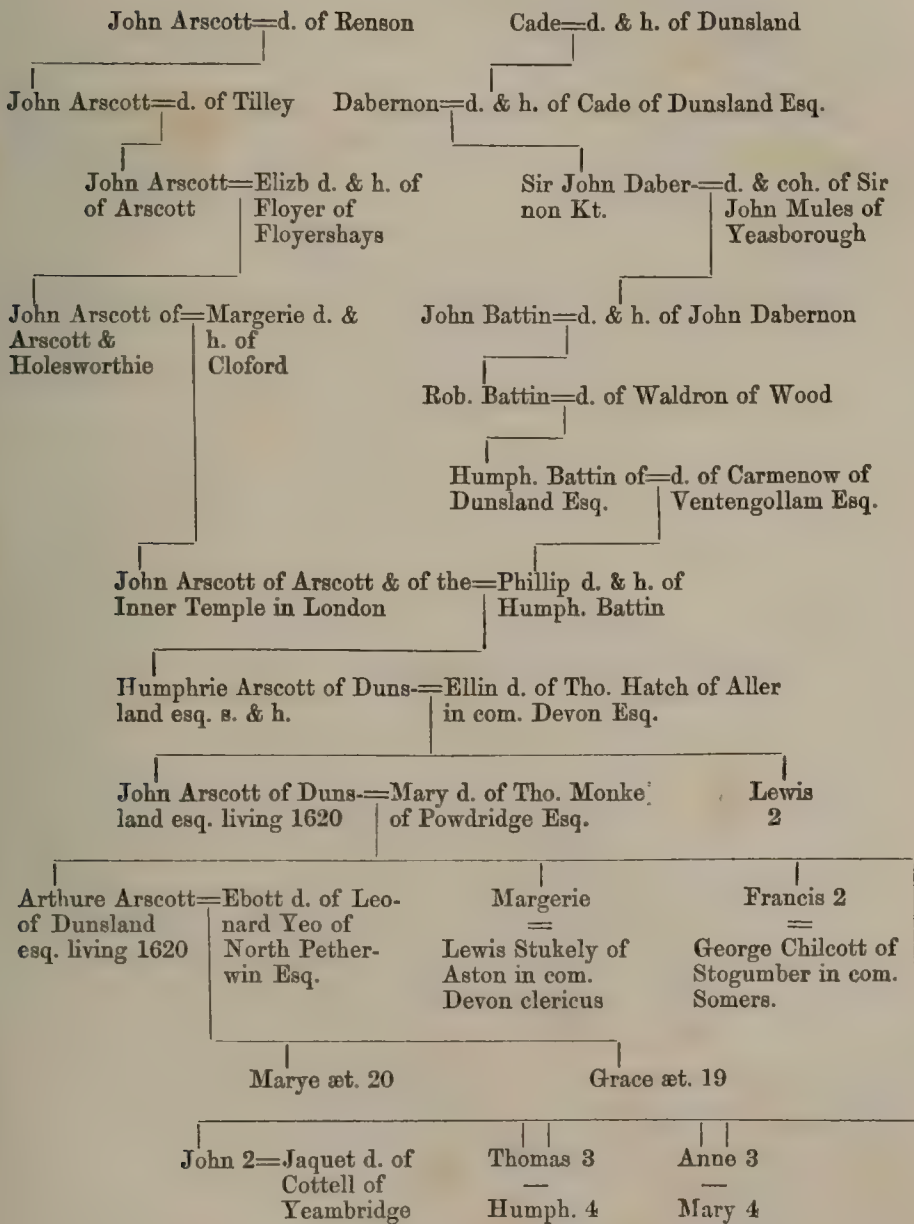 John Arscott=d. of Renson
Cade=d. & h. of Dunsland
John Arscott=d. of Tilley
Dabernon=d. & h. of Cade of Dunsland Esq.
John Arscott=Elizb d. & h. of
of Arscott Floyer of
Floyershays
Sir John Daber-=d. & coh. of Sir
non Kt. John Mules of
Yeasborough
John Arscott of=Margerie d. &
Arscott & h. of
Holesworthie Cloford
John Battin=d. & h. of John Dabernon
Rob. Battin=d. of Waldron of Wood
Humph. Battin of=d. of Carmenow of
Dunsland Esq. Ventengollam Esq.
John Arscott of Arscott & of the=Phillip d. & h. of
Inner Temple in London Humph. Battin
Humphrie Arscott of Duns-=Ellin d. of Tho. Hatch of Aller
land esq. s. & h. in com. Devon Esq.
John Arscott of Duns-=Mary d. of Tho. Monke
land esq. living 1620 of Powdridge Esq.
Lewis
2
Arthure Arscott=Ebott d. of Leo-
of Dunsland nard Yeo of
esq. living 1620 North Pether-
win Esq.
Margerie
=
Lewis Stukely of
Aston in com.
Devon clericus
Francis 2
=
George Chilcott of
Stogumber in com.
Somers.
Marye æt. 20
Grace æt. 19
John 2=Jaquet d. of
Cottell of
Yeambridge
Thomas 3
—
Humph. 4
Anne 3
—
Mary 4